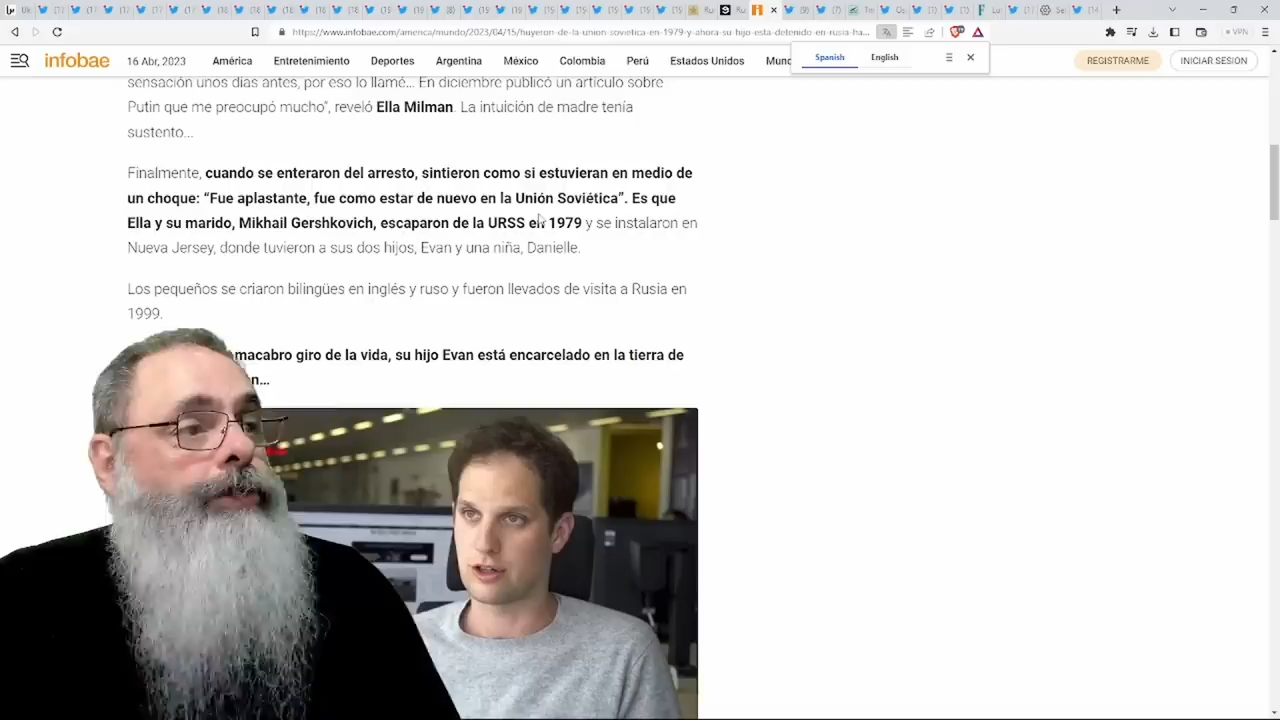 https://www.infobae.com/america/mundo/2023/04/15/huyeron-de-la-union-sovietica-en-1979-y-ahora-su-hijo-esta-detenido-en-rusia-ha...
VPN
Spanish
English
infobae
16 Abr, 2023
América
Entretenimiento
Deportes
Argentina
México
Colombia
Perú
Estados Unidos
REGISTRARME
INICIAR SESIÓN
sensación unos días antes, por eso lo llamé... En diciembre publicó un artículo sobre
Putin que me preocupó mucho", reveló Ella Milman. La intuición de madre tenía
sustento...
Finalmente, cuando se enteraron del arresto, sintieron como si estuvieran en medio de
un choque: “Fue aplastante, fue como estar de nuevo en la Unión Soviética”. Es que
Ella y su marido, Mikhail Gershkovich, escaparon de la URSS en 1979 y se instalaron en
Nueva Jersey, donde tuvieron a sus dos hijos, Evan y una niña, Danielle.
Los pequeños se criaron bilingües en inglés y ruso y fueron llevados de visita a Rusia en
1999.
macabro giro de la vida, su hijo Evan está encarcelado en la tierra de